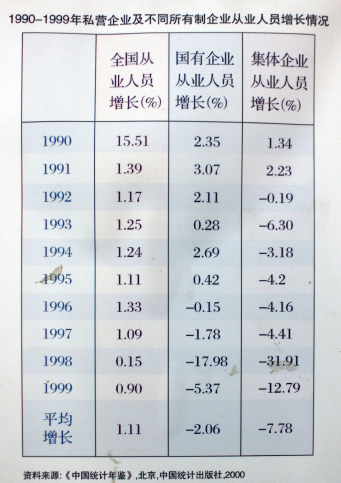 1990-1999年私营企业及不同所有制企业从业人员增长情况
全国从业人员增长(%) 国有企业从业人员增长(%) 集体企业从业人员增长(%)
1990 15.51 2.35 1.34
1991 1.39 3.07 2.23
1992 1.17 2.11 -0.19
1993 1.25 0.28 -6.30
1994 1.24 2.69 -3.18
1995 1.11 0.42 -4.2
1996 1.33 -0.15 -4.16
1997 1.09 -1.78 -4.41
1998 0.15 -17.98 -31.91
1999 0.90 -5.37 -12.79
平均增长 1.11 -2.06 -7.78
资料来源:《中国统计年鉴》,北京,中国统计出版社,2000